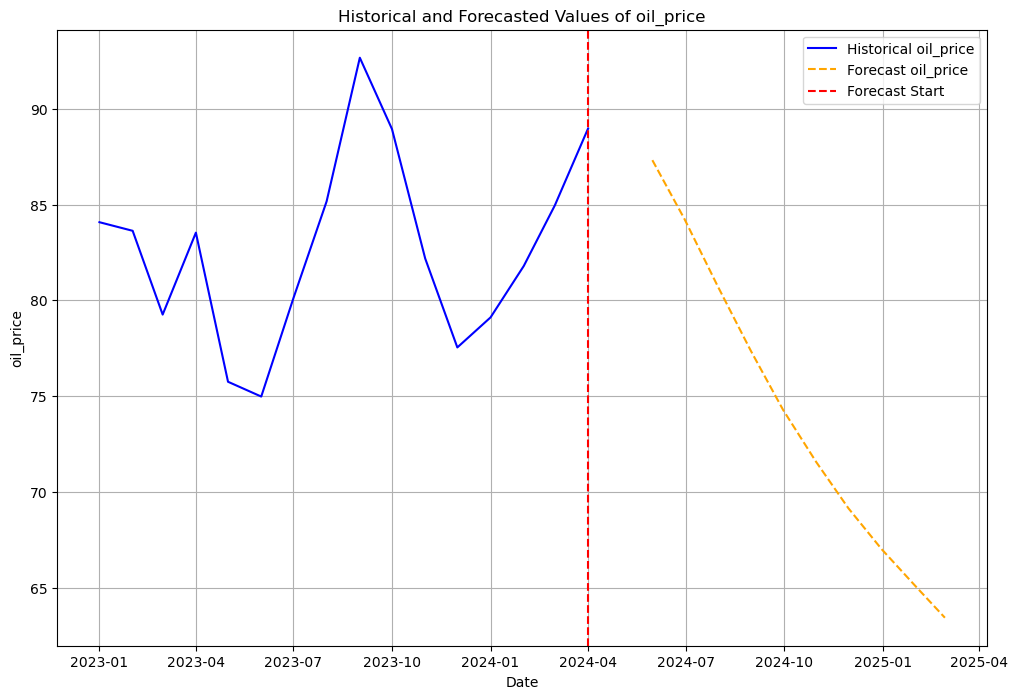 Historical and Forecasted Values of oil_price
Historical oil_price
Forecast oil_price
Forecast Start
90
85
80
75
70
65
oil_price
2023-01 2023-04 2023-07 2023-10 2024-01 2024-04 2024-07 2024-10 2025-01 2025-04
Date